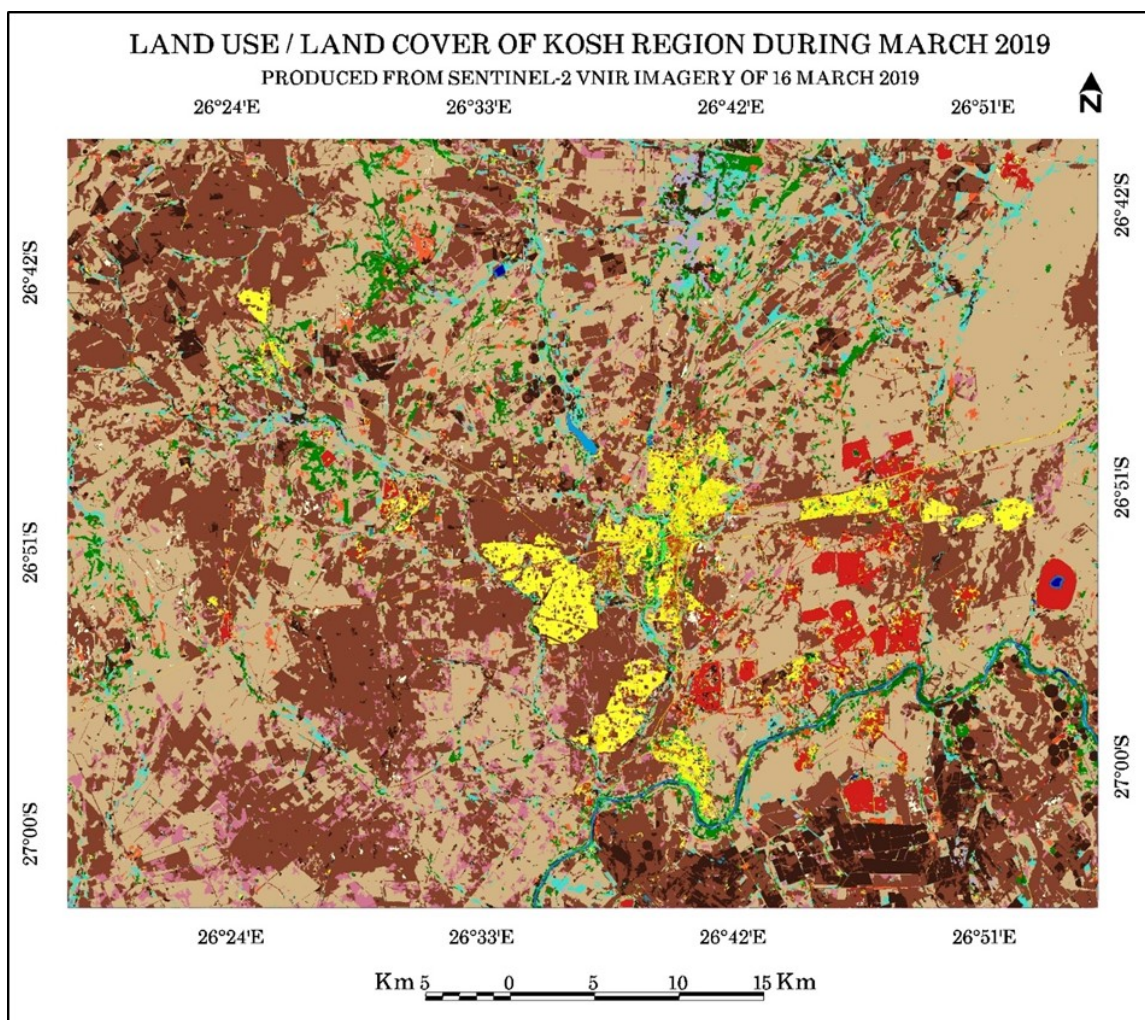 LAND USE / LAND COVER OF KOSH REGION DURING MARCH 2019
PRODUCED FROM SENTINEL-2 VNIR IMAGERY OF 16 MARCH 2019
N
26°24'E 26°33'E 26°42'E 26°51'E
26°42'S
26°42'S
26°51'S
26°51'S
27°00'S
27°00'S
26°24'E 26°33'E 26°42'E 26°51'E
Km 5 0 5 10 15 Km